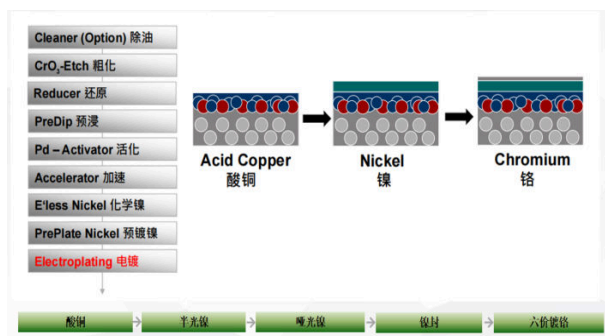 Cleaner (Option) 除油
CrO₃-Etch 粗化
Reducer 还原
PreDip 预浸
Pd – Activator 活化
Accelerator 加速
E'less Nickel 化学镍
PrePlate Nickel 预镀镍
Electroplating 电镀
Acid Copper
酸铜
Nickel
镍
Chromium
铬
酸铜
半光镍
哑光镍
镍封
六价镀铬